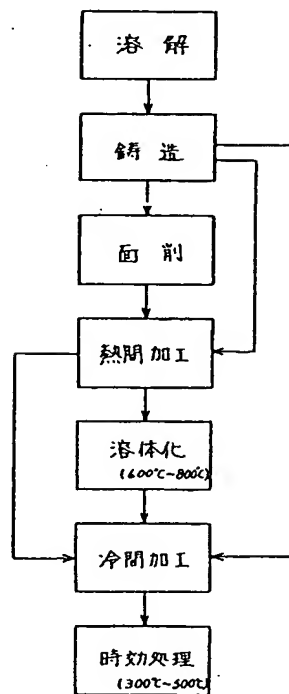 溶解
鋳造
面削
熱間加工
溶体化
(600℃~800℃)
冷間加工
時効処理
(300℃~500℃)